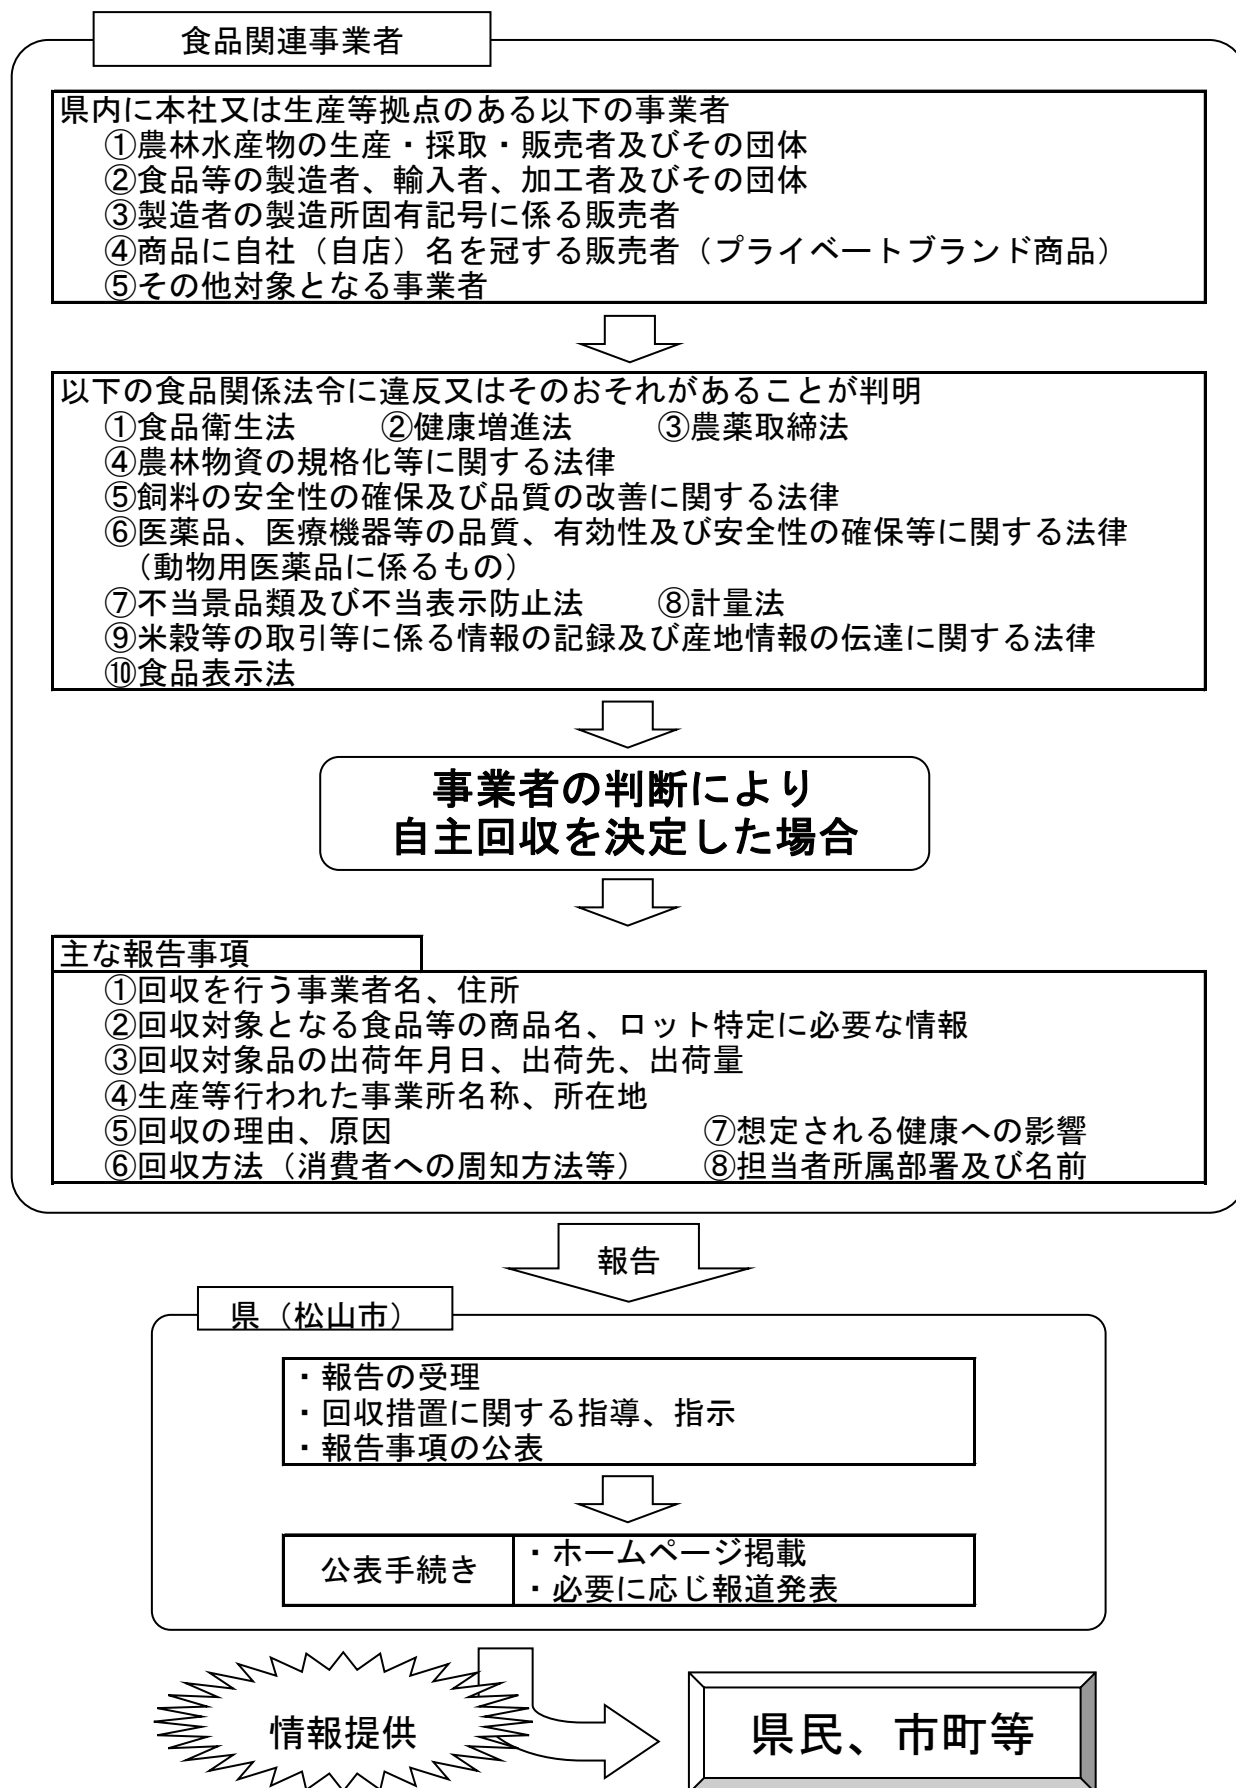 食品関連事業者
県内に本社又は生産等拠点のある以下の事業者
①農林水産物の生産・採取・販売者及びその団体
②食品等の製造者、輸入者、加工者及びその団体
③製造者の製造所固有記号に係る販売者
④商品に自社（自店）名を冠する販売者（プライベートブランド商品）
⑤その他対象となる事業者
以下の食品関係法令に違反又はそのおそれがあることが判明
①食品衛生法 ②健康増進法 ③農薬取締法
④農林物資の規格化等に関する法律
⑤飼料の安全性の確保及び品質の改善に関する法律
⑥医薬品、医療機器等の品質、有効性及び安全性の確保等に関する法律
（動物用医薬品に係るもの）
⑦不当景品類及び不当表示防止法 ⑧計量法
⑨米穀等の取引等に係る情報の記録及び産地情報の伝達に関する法律
⑩食品表示法
事業者の判断により
自主回収を決定した場合
主な報告事項
①回収を行う事業者名、住所
②回収対象となる食品等の商品名、ロット特定に必要な情報
③回収対象品の出荷年月日、出荷先、出荷量
④生産等行われた事業所名称、所在地
⑤回収の理由、原因 ⑦想定される健康への影響
⑥回収方法（消費者への周知方法等） ⑧担当者所属部署及び名前
報告
県（松山市）
・報告の受理
・回収措置に関する指導、指示
・報告事項の公表
公表手続き
・ホームページ掲載
・必要に応じ報道発表
情報提供
県民、市町等